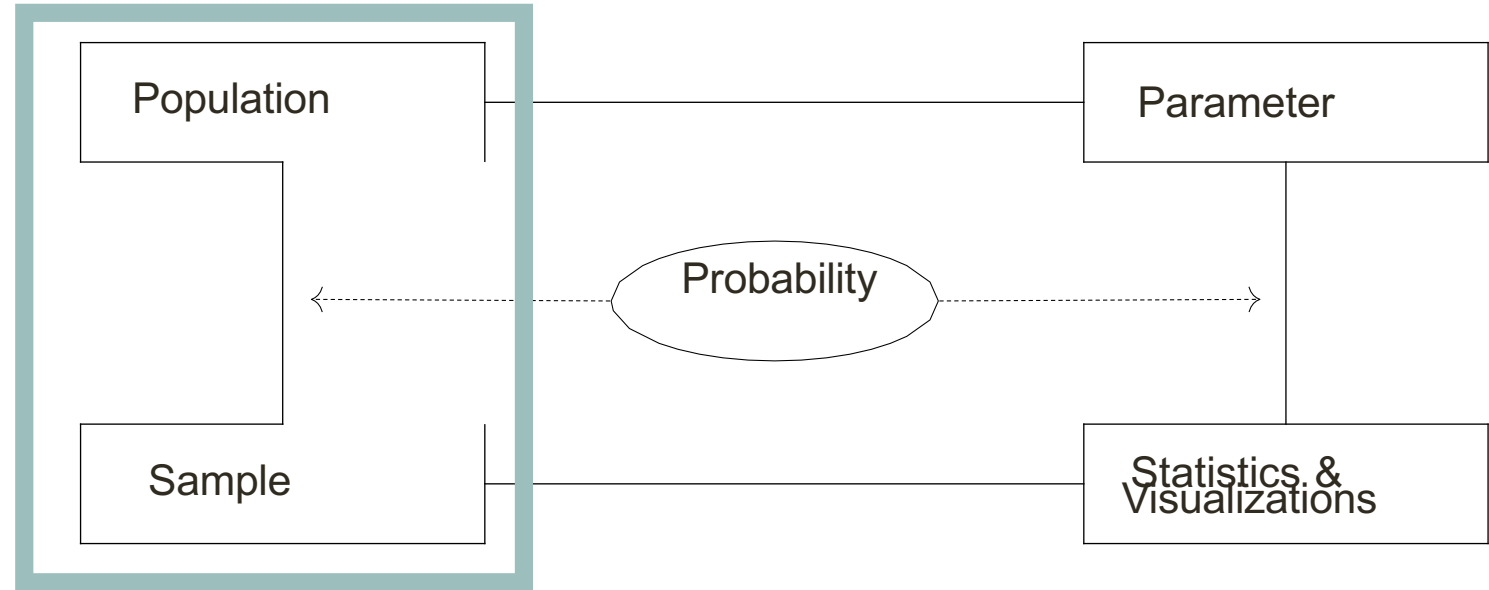 Population
Parameter
Probability
Sample
Statistics &
Visualizations